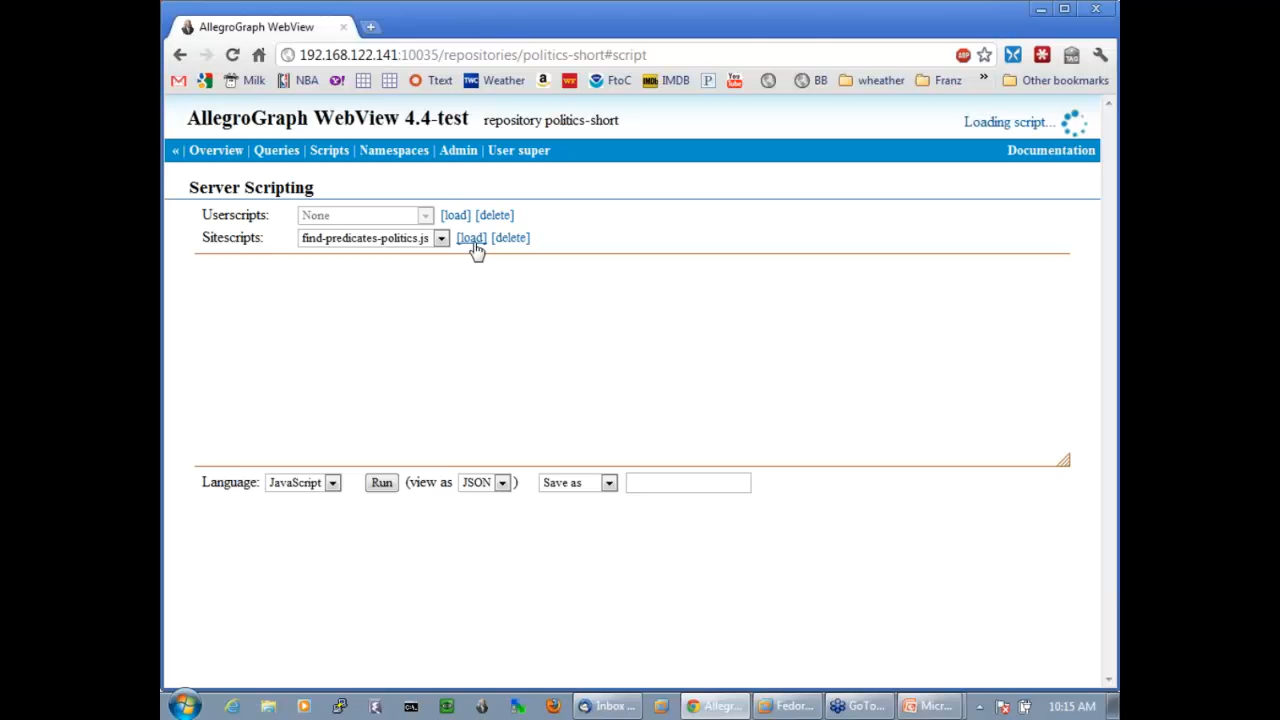 AllegroGraph WebView
192.168.122.141:10035/repositories/politics-short#script
Milk NBA Ttext Weather FtoC IMDB P You Tube BB wheather Franz » Other bookmarks
AllegroGraph WebView 4.4-test repository politics-short Loading script...
« | Overview | Queries | Scripts | Namespaces | Admin | User super Documentation
Server Scripting
Userscripts: None [load] [delete]
Sitescripts: find-predicates-politics.js [load] [delete]
Language: JavaScript Run (view as JSON ) Save as
Inbox ... Allegr... Fedor... GoTo... Micr... 10:15 AM